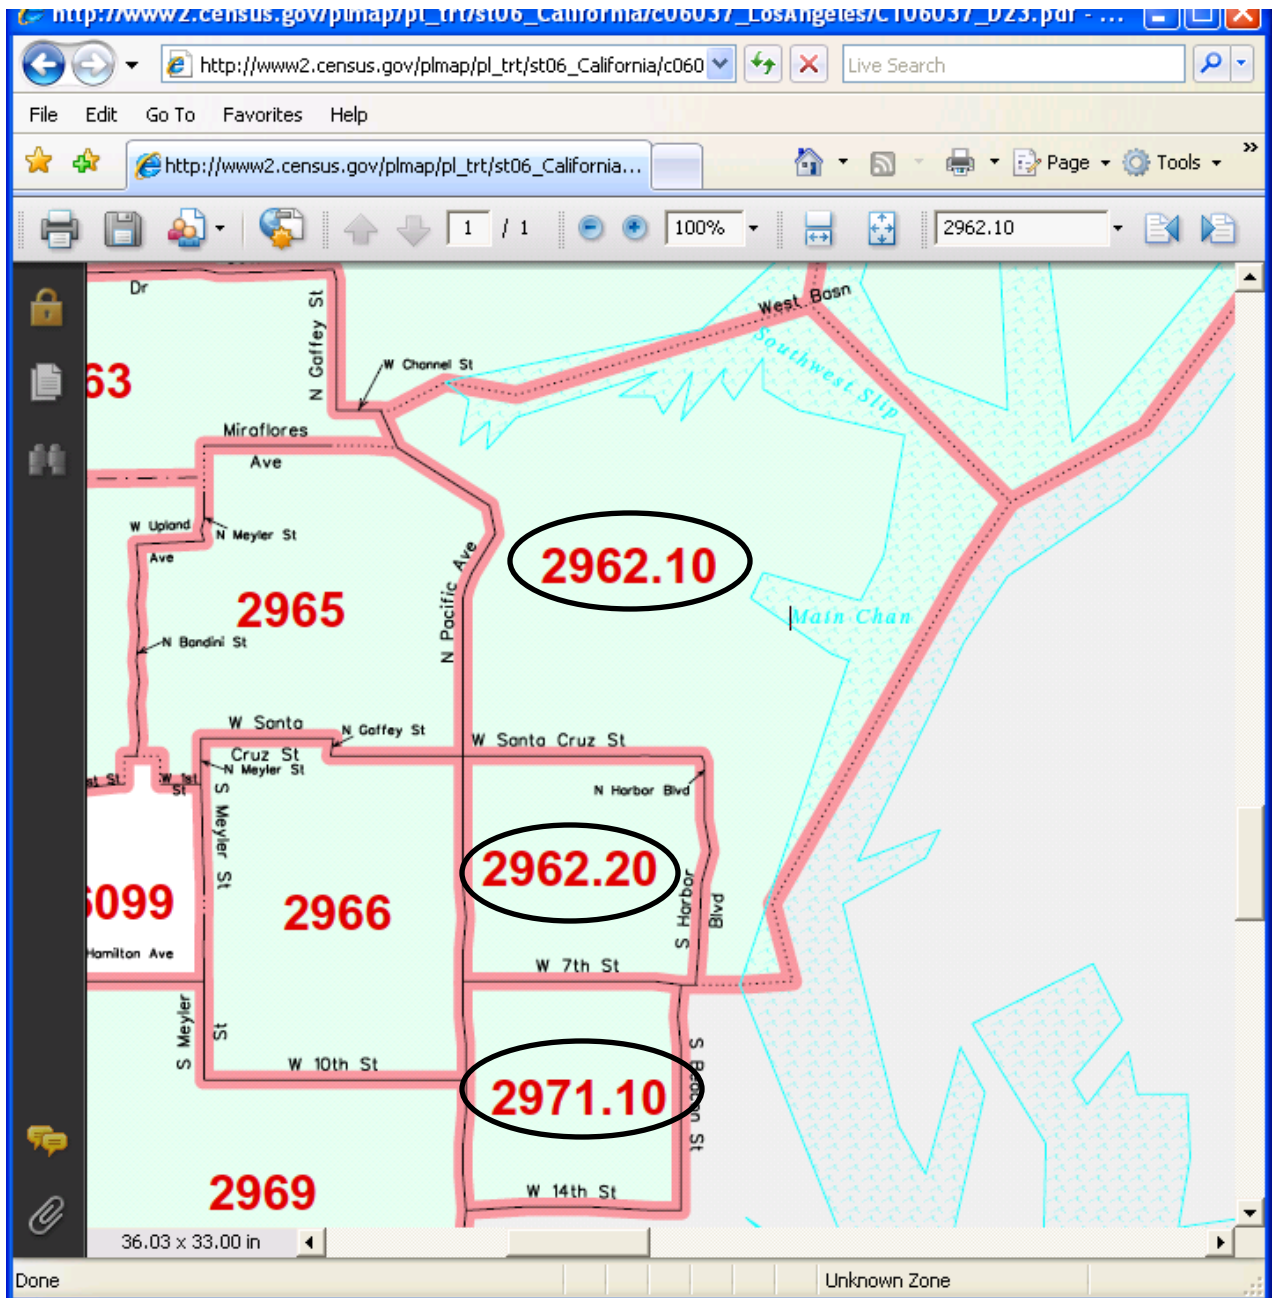 http://www2.census.gov/plmap/pl_trt/st06_California/c06037_LosAngeles/CT06037_D23.pdf - ...
http://www2.census.gov/plmap/pl_trt/st06_California/c060
Live Search
File Edit Go To Favorites Help
http://www2.census.gov/plmap/pl_trt/st06_California...
Page Tools »
1 / 1 100% 2962.10
Dr
N Gaffey St
West Basn
Southwest Slip
W Channel St
63
Miraflores
Ave
W Upland
Ave
N Meyler St
N Pacific Ave
2962.10
2965
Main Chan
N Bandini St
W Santa
Cruz St
N Gaffey St
W Santa Cruz St
N Meyler St
st St
W 1st
St
N Harbor Blvd
S Meyler St
2962.20
6099
2966
S Harbor
Blvd
Hamilton Ave
W 7th St
S Meyler
St
W 10th St
2971.10
S Beacon St
2969
W 14th St
36.03 x 33.00 in
Done
Unknown Zone